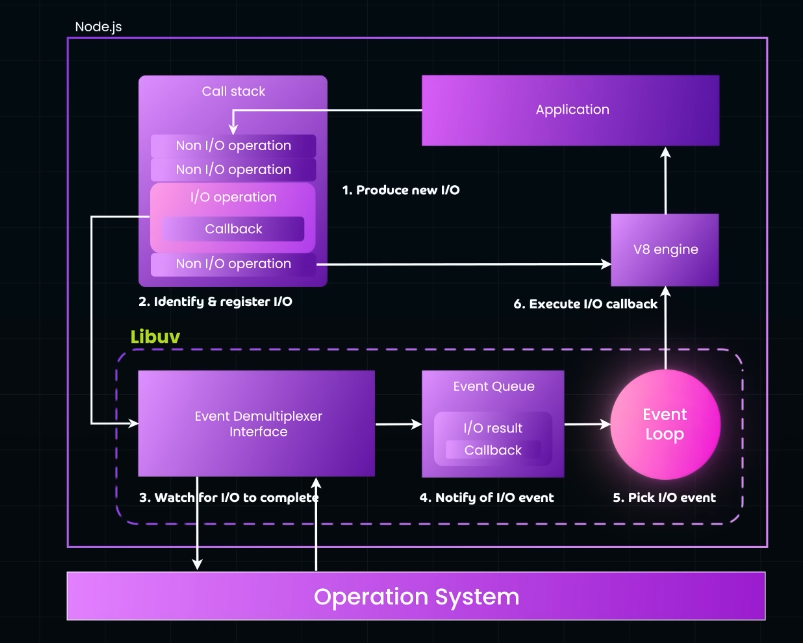 Node.js
Call stack
Application
Non I/O operation
Non I/O operation
I/O operation
1. Produce new I/O
Callback
V8 engine
Non I/O operation
2. Identify & register I/O
6. Execute I/O callback
Libuv
Event Demultiplexer
Interface
Event Queue
I/O result
Callback
Event
Loop
3. Watch for I/O to complete
4. Notify of I/O event
5. Pick I/O event
Operation System